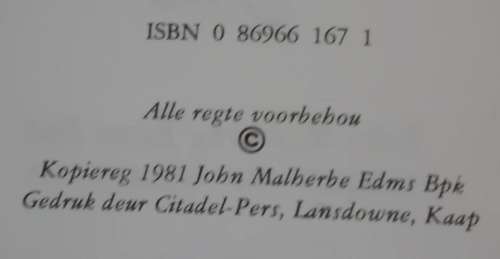 ISBN 0 86966 167 1
Alle regte voorbehou
©
Kopiereg 1981 John Malherbe Edms Bpk
Gedruk deur Citadel-Pers, Lansdowne, Kaap